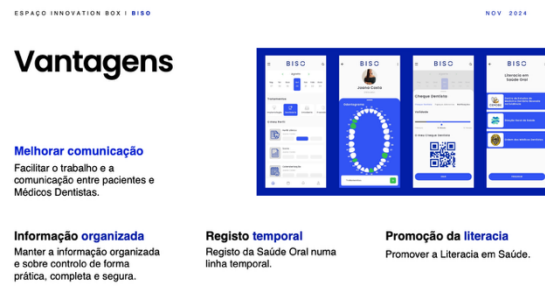 ESPAÇO INNOVATION BOX | BISO
NOV 2024
Vantagens
BISO
BISO
Joana Costa
BISO
Cheque Dentista
BISO
Literacia em
Saúde Oral
Melhorar comunicação
Facilitar o trabalho e a
comunicação entre pacientes e
Médicos Dentistas.
Informação organizada
Manter a informação organizada
e sobre controlo de forma
prática, completa e segura.
Registo temporal
Registo da Saúde Oral numa
linha temporal.
Promoção da literacia
Promover a Literacia em Saúde.